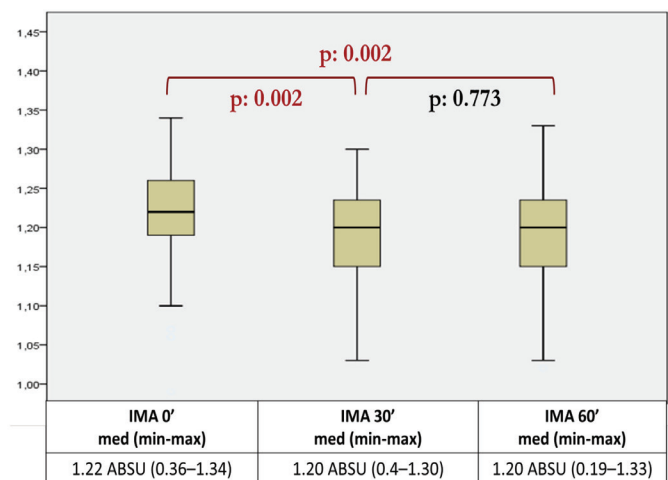 1,45
1,40
1,35
1,30
1,25
1,20
1,15
1,10
1,05
1,00
p: 0.002
p: 0.002
p: 0.773
IMA 0’ IMA 30’ IMA 60’
med (min-max) med (min-max) med (min-max)
1.22 ABSU (0.36–1.34) 1.20 ABSU (0.4–1.30) 1.20 ABSU (0.19–1.33)